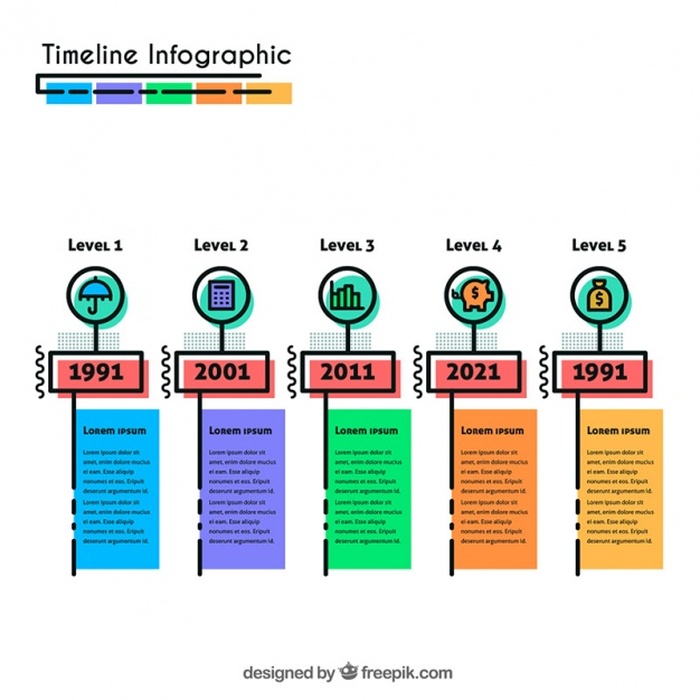 Timeline Infographic
Level 1
Level 2
Level 3
Level 4
Level 5
$
$
1991
2001
2011
2021
1991
Lorem ipsum
Lorem ipsum dolor sit
amet, enim dolore mucius
ei eam. Esse aliquip
nonumes et eos. Eripuit
deserunt argumentum id.
Lorem ipsum dolor sit
amet, enim dolore mucius
ei eam. Esse aliquip
nonumes et eos. Eripuit
deserunt argumentum id.
Lorem ipsum
Lorem ipsum dolor sit
amet, enim dolore mucius
ei eam. Esse aliquip
nonumes et eos. Eripuit
deserunt argumentum id.
Lorem ipsum dolor sit
amet, enim dolore mucius
ei eam. Esse aliquip
nonumes et eos. Eripuit
deserunt argumentum id.
Lorem ipsum
Lorem ipsum dolor sit
amet, enim dolore mucius
ei eam. Esse aliquip
nonumes et eos. Eripuit
deserunt argumentum id.
Lorem ipsum dolor sit
amet, enim dolore mucius
ei eam. Esse aliquip
nonumes et eos. Eripuit
deserunt argumentum id.
Lorem ipsum
Lorem ipsum dolor sit
amet, enim dolore mucius
ei eam. Esse aliquip
nonumes et eos. Eripuit
deserunt argumentum id.
Lorem ipsum dolor sit
amet, enim dolore mucius
ei eam. Esse aliquip
nonumes et eos. Eripuit
deserunt argumentum id.
Lorem ipsum
Lorem ipsum dolor sit
amet, enim dolore mucius
ei eam. Esse aliquip
nonumes et eos. Eripuit
deserunt argumentum id.
Lorem ipsum dolor sit
amet, enim dolore mucius
ei eam. Esse aliquip
nonumes et eos. Eripuit
deserunt argumentum id.
designed by freepik.com